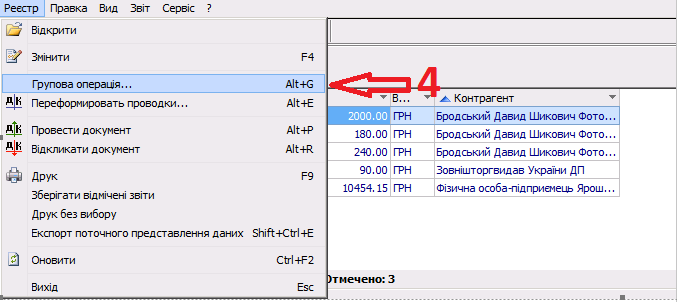 Реєстр Правка Вид Звіт Сервіс ?
Відкрити
Змінити F4
Групова операція... Alt+G
4
Переформировать проводки... Alt+E
Провести документ Alt+P
Відкликати документ Alt+R
Друк F9
Зберігати відмічені звіти
Друк без вибору
Експорт поточного представлення даних Shift+Ctrl+E
Оновити Ctrl+F2
Вихід Esc
В... Контрагент
2000.00 ГРН Бродський Давид Шикович Фото...
180.00 ГРН Бродський Давид Шикович Фото...
240.00 ГРН Бродський Давид Шикович Фото...
90.00 ГРН Зовнішторгвидав України ДП
10454.15 ГРН Фізична особа-підприємець Ярош...
Отмечено: 3